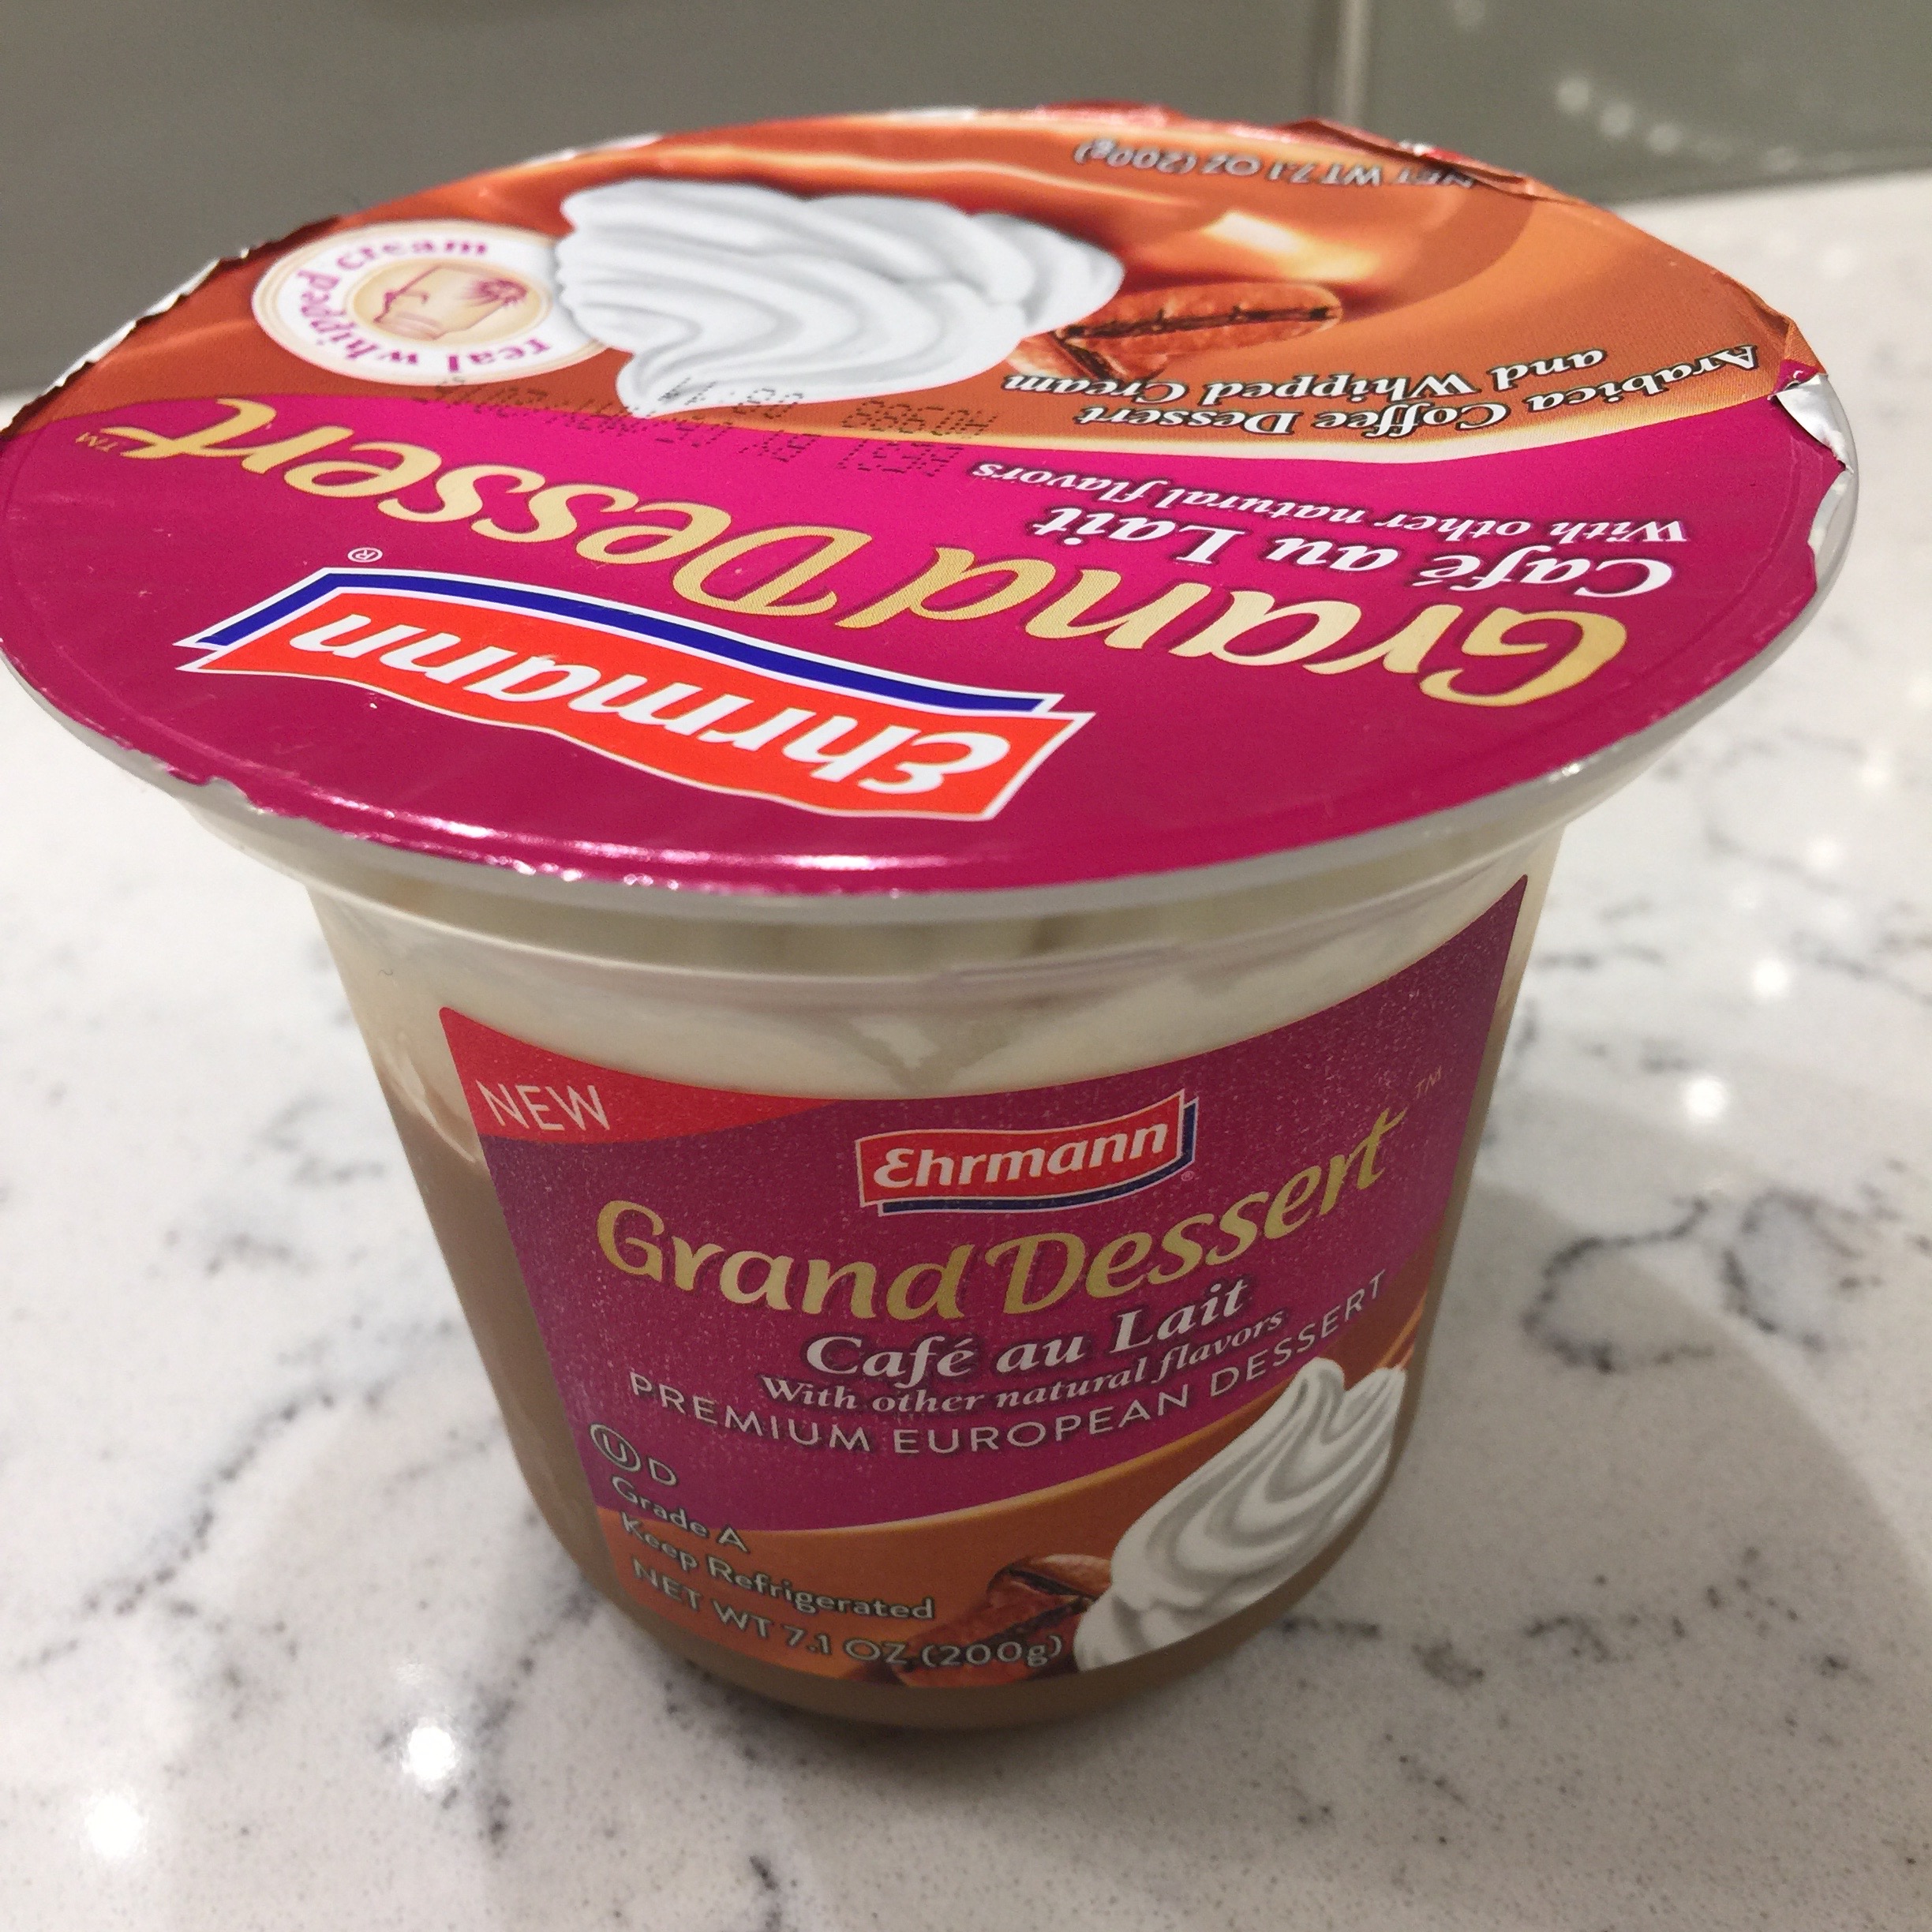 NET WT 7.1 OZ (200g)
real whipped cream
Arabica Coffee Dessert
and Whipped Cream
With other natural flavors
Café au Lait
Grand Dessert™
Ehrmann®
NEW
Ehrmann®
Grand Dessert™
Café au Lait
With other natural flavors
PREMIUM EUROPEAN DESSERT
Ⓤ D
Grade A
Keep Refrigerated
NET WT 7.1 OZ (200g)